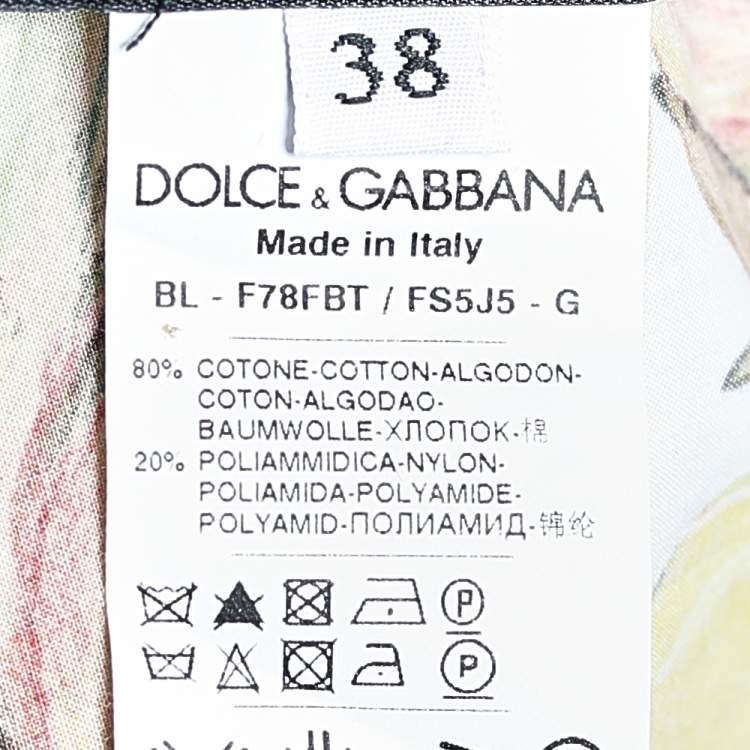 38
DOLCE & GABBANA
Made in Italy
BL - F78FBT / FS5J5 - G
80% COTONE-COTTON-ALGODON-
COTON-ALGODAO-
BAUMWOLLE-ХЛОПОК-棉
20% POLIAMMIDICA-NYLON-
POLIAMIDA-POLYAMIDE-
POLYAMID-ПОЛИАМИД-锦纶
P
P